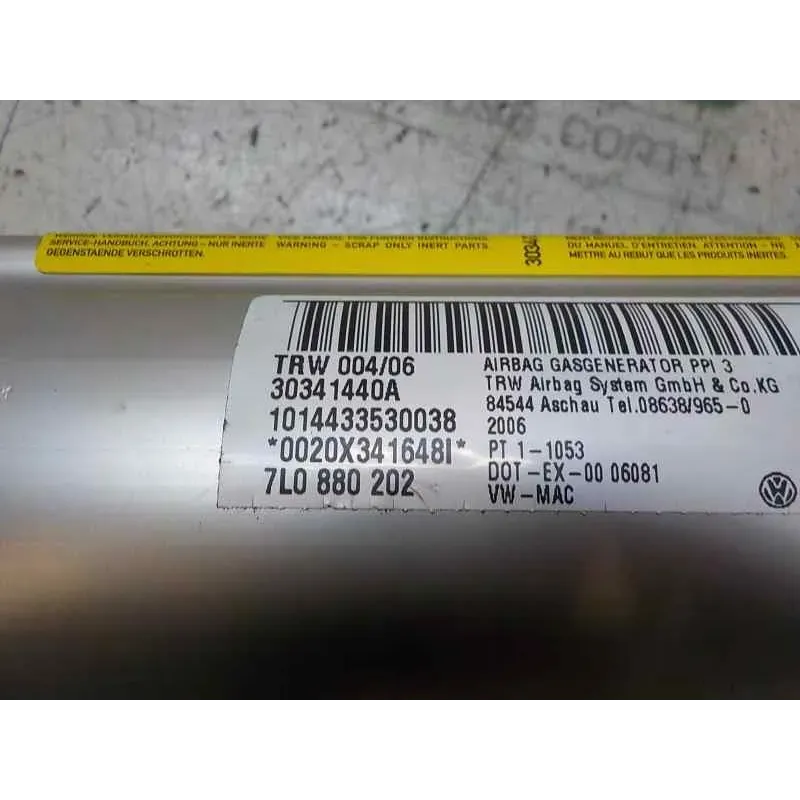 SERVICE-HANDBUCH. ACHTUNG - NUR INERTE
GEGENSTAENDE VERSCHROTTEN.
WARNING - SCRAP ONLY INERT PARTS.
3034
DU MANUEL D'ENTRETIEN. ATTENTION - NE
METTRE AU REBUT QUE LES PRODUITS INERTES.
TRW 004/06
30341440A
1014433530038
*0020X341648I*
7L0 880 202
AIRBAG GASGENERATOR PPI 3
TRW Airbag System GmbH & Co.KG
84544 Aschau Tel.08638/965-0
2006
PT 1-1053
DOT-EX-00 06081
VW-MAC
VW